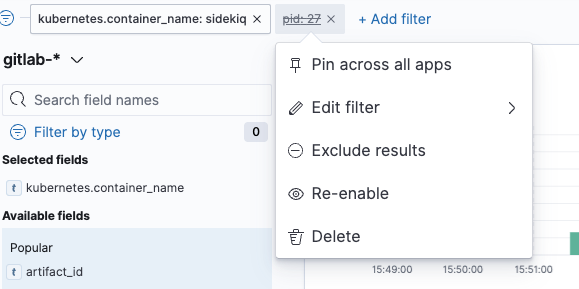 kubernetes.container_name: sidekiq × pid: 27 × + Add filter
gitlab-*
Search field names
Filter by type 0
Selected fields
t kubernetes.container_name
Available fields
Popular
t artifact_id
Pin across all apps
Edit filter
Exclude results
Re-enable
Delete
15:49:00 15:50:00 15:51:00